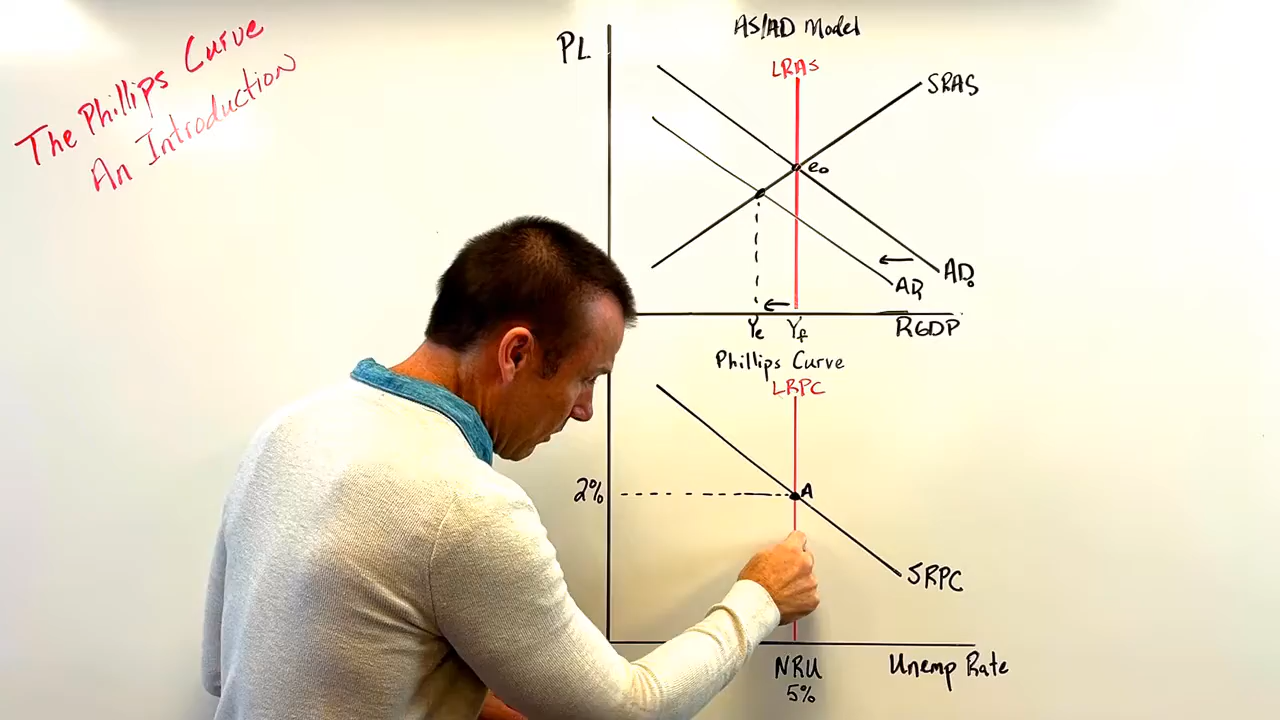 The Phillips Curve
An Introduction
AS/AD Model
PL
LRAS
SRAS
e₀
AD₀
AD₁
Ye
Yf
RGDP
Phillips Curve
LRPC
2%
A
SRPC
NRU
5%
Unemp Rate